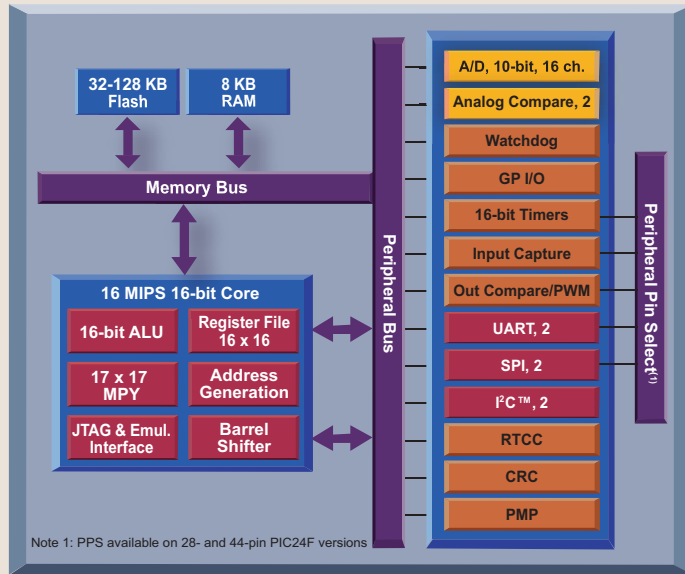 32-128 KB
Flash
8 KB
RAM
Memory Bus
16 MIPS 16-bit Core
16-bit ALU
Register File
16 x 16
17 x 17
MPY
Address
Generation
JTAG & Emul.
Interface
Barrel
Shifter
Peripheral Bus
A/D, 10-bit, 16 ch.
Analog Compare, 2
Watchdog
GP I/O
16-bit Timers
Input Capture
Out Compare/PWM
UART, 2
SPI, 2
I²C™, 2
RTCC
CRC
PMP
Peripheral Pin Select(1)
Note 1: PPS available on 28- and 44-pin PIC24F versions